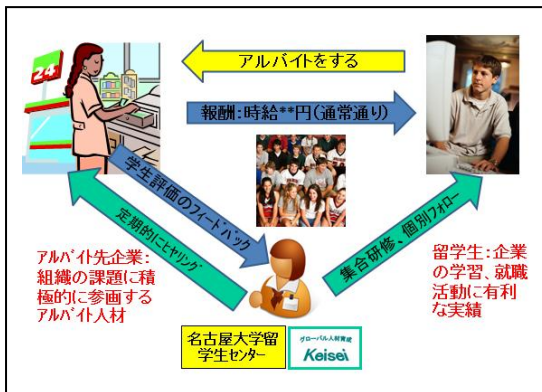 24
アルバイトをする
報酬:時給**円(通常通り)
学生評価のフィードバック
定期的にヒヤリング
集合研修、個別フォロー
アルバイト先企業:
組織の課題に積
極的に参画する
アルバイト人材
留学生:企業
の学習、就職
活動に有利
な実績
名古屋大学留
学生センター
グローバル人材育成
Keisei